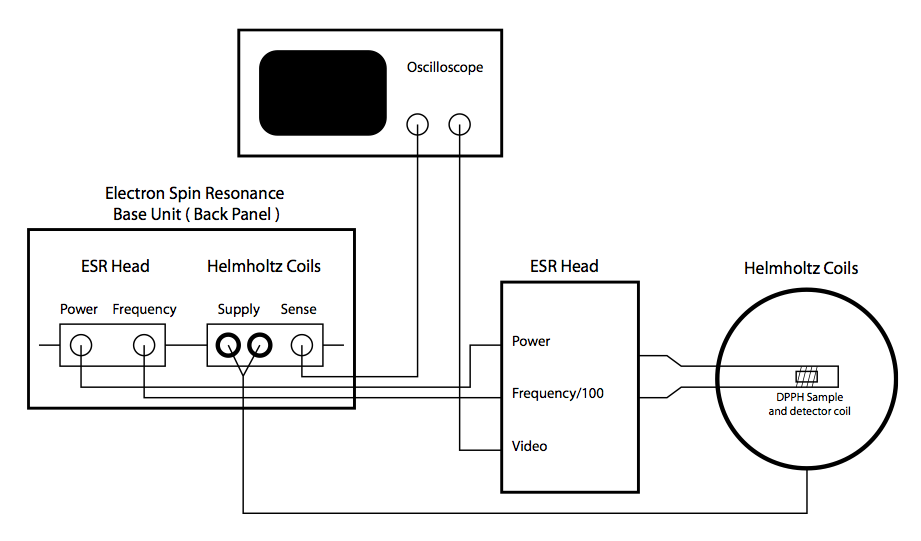 Oscilloscope
Electron Spin Resonance
Base Unit ( Back Panel )
ESR Head
Helmholtz Coils
Power
Frequency
Supply
Sense
ESR Head
Power
Frequency/100
Video
Helmholtz Coils
DPPH Sample
and detector coil